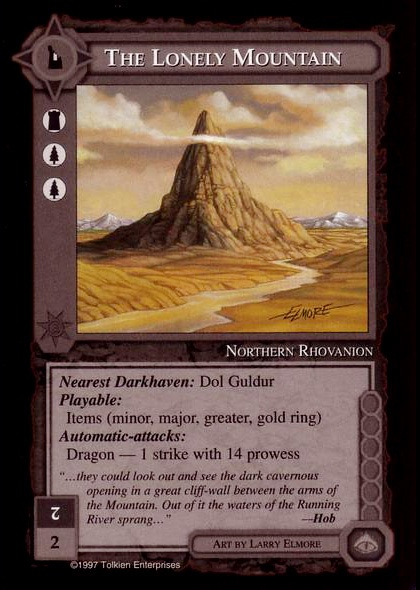 THE LONELY MOUNTAIN
ELMORE
NORTHERN RHOVANION
Nearest Darkhaven: Dol Guldur
Playable:
Items (minor, major, greater, gold ring)
Automatic-attacks:
Dragon — 1 strike with 14 prowess
“...they could look out and see the dark cavernous
opening in a great cliff-wall between the arms of
the Mountain. Out of it the waters of the Running
River sprang...” —Hob
2
2
ART BY LARRY ELMORE
©1997 Tolkien Enterprises